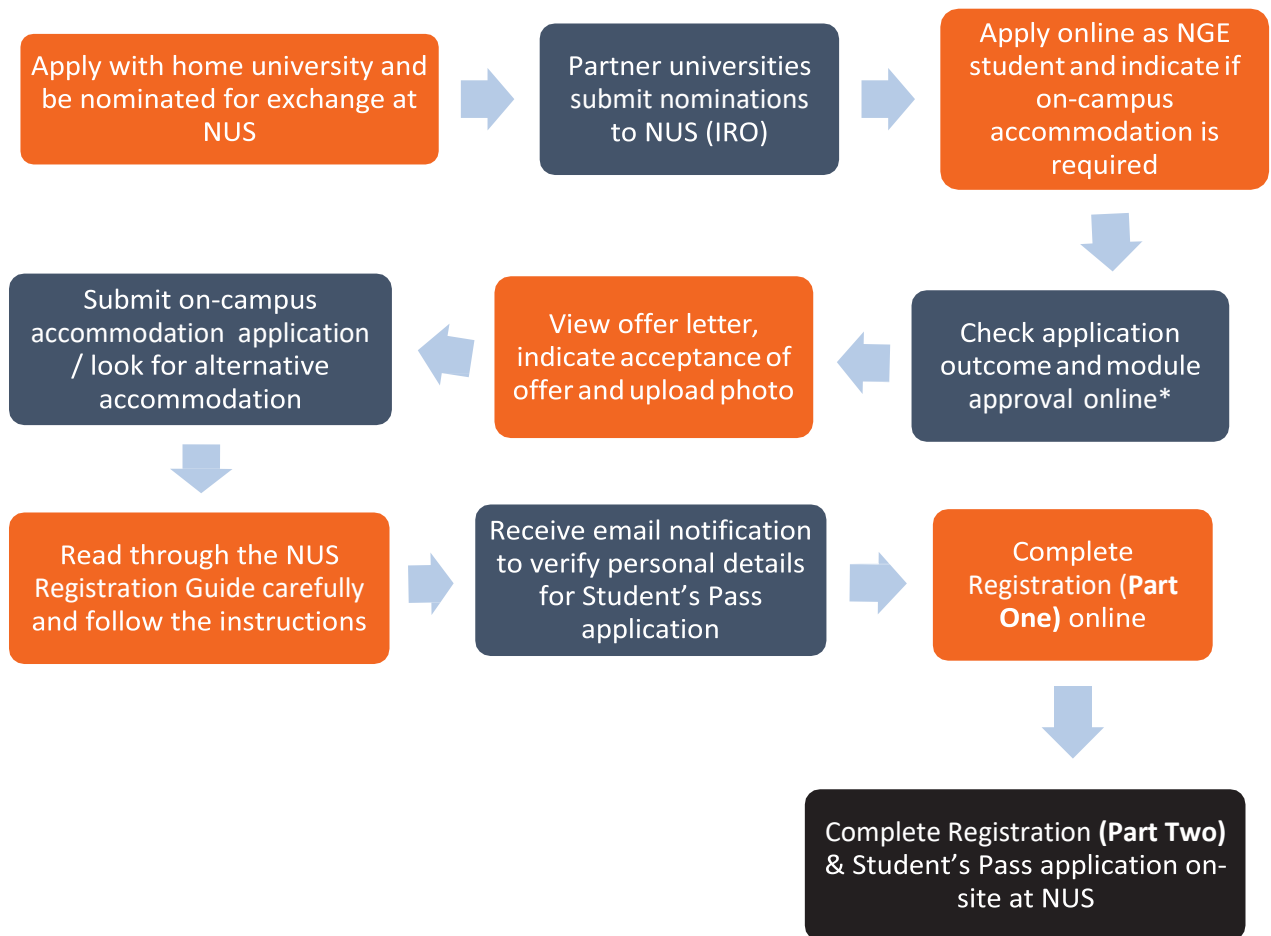 Apply with home university and
be nominated for exchange at
NUS
Partner universities
submit nominations
to NUS (IRO)
Apply online as NGE
student and indicate if
on-campus
accommodation is
required
Check application
outcome and module
approval online*
View offer letter,
indicate acceptance of
offer and upload photo
Submit on-campus
accommodation application
/ look for alternative
accommodation
Read through the NUS
Registration Guide carefully
and follow the instructions
Receive email notification
to verify personal details
for Student’s Pass
application
Complete
Registration (Part
One) online
Complete Registration (Part Two)
& Student’s Pass application on-
site at NUS